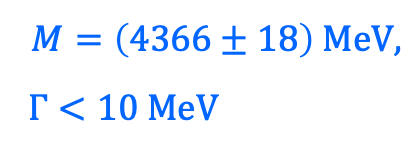 M = (4366 ± 18) MeV,
Γ < 10 MeV